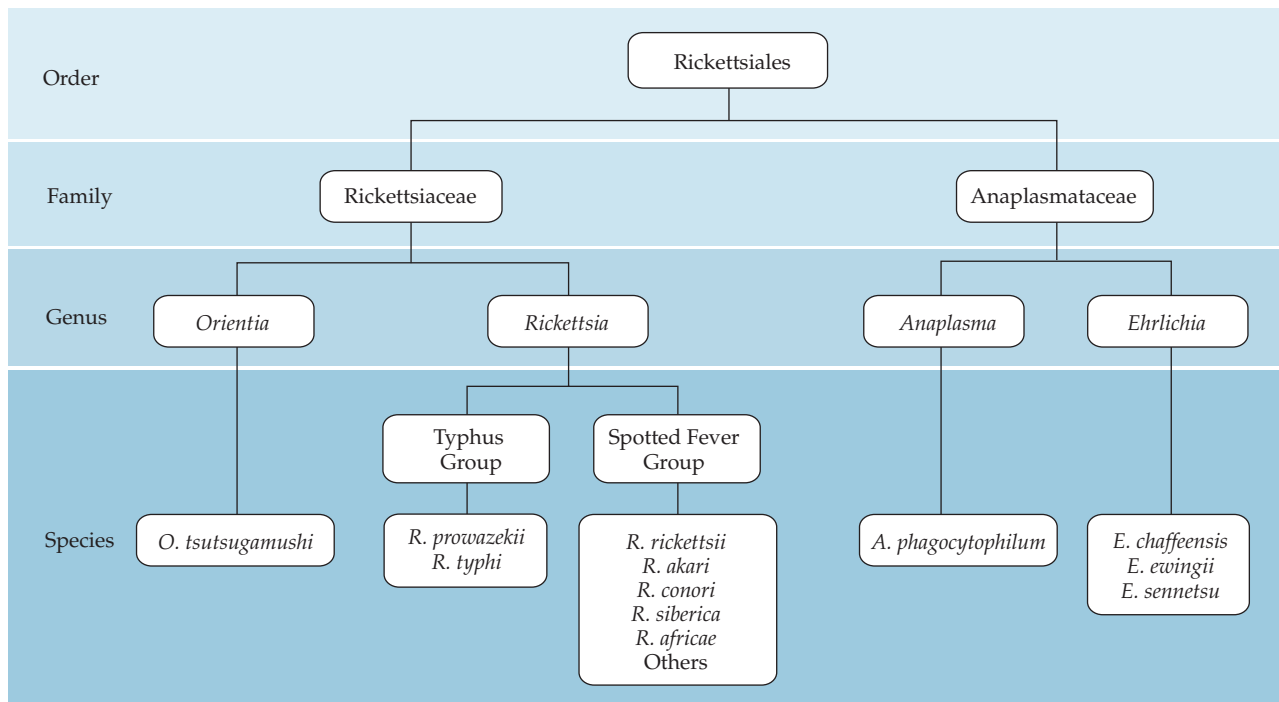 Order
Rickettsiales
Family
Rickettsiaceae
Anaplasmataceae
Genus
Orientia
Rickettsia
Anaplasma
Ehrlichia
Typhus
Group
Spotted Fever
Group
Species
O. tsutsugamushi
R. prowazekii
R. typhi
R. rickettsii
R. akari
R. conori
R. siberica
R. africae
Others
A. phagocytophilum
E. chaffeensis
E. ewingii
E. sennetsu